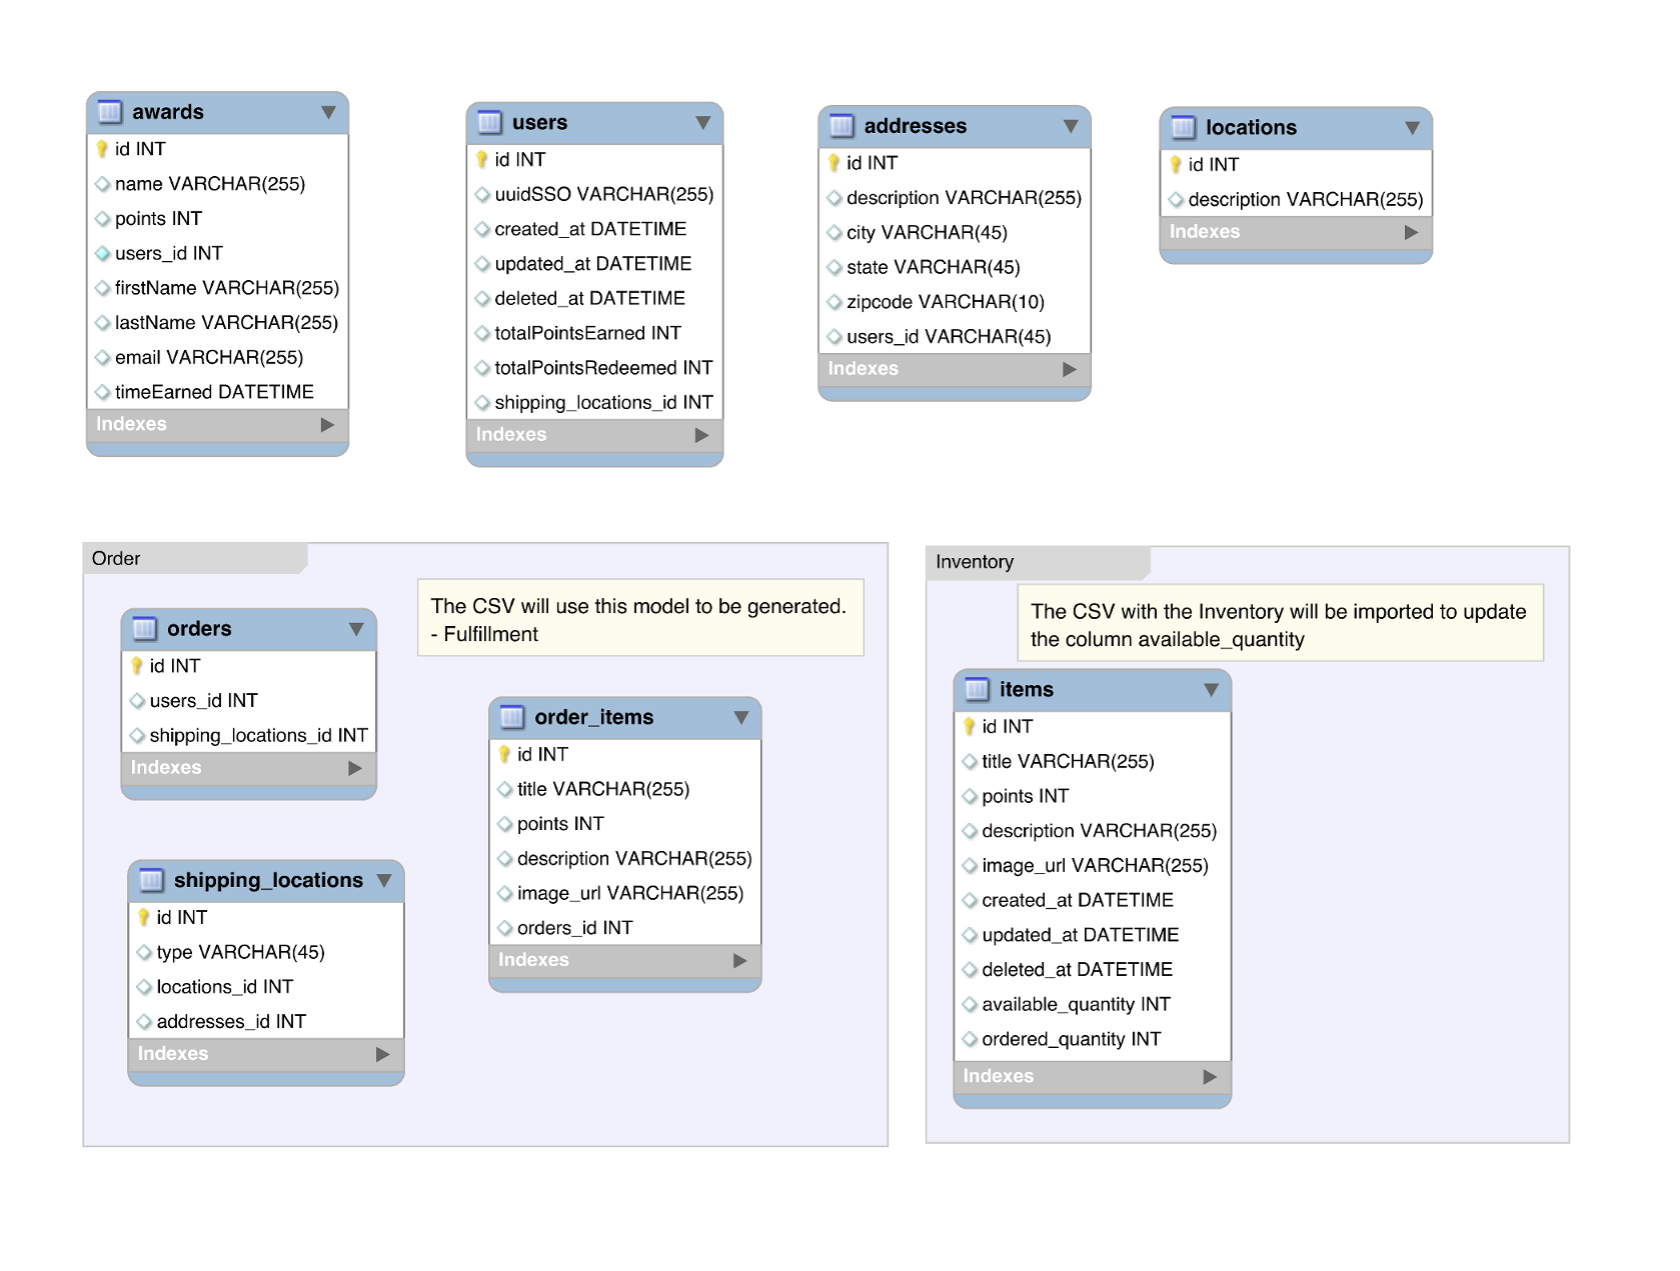 awards
id INT
name VARCHAR(255)
points INT
users_id INT
firstName VARCHAR(255)
lastName VARCHAR(255)
email VARCHAR(255)
timeEarned DATETIME
Indexes
users
id INT
uuidSSO VARCHAR(255)
created_at DATETIME
updated_at DATETIME
deleted_at DATETIME
totalPointsEarned INT
totalPointsRedeemed INT
shipping_locations_id INT
Indexes
addresses
id INT
description VARCHAR(255)
city VARCHAR(45)
state VARCHAR(45)
zipcode VARCHAR(10)
users_id VARCHAR(45)
Indexes
locations
id INT
description VARCHAR(255)
Indexes
Order
The CSV will use this model to be generated.
- Fulfillment
orders
id INT
users_id INT
shipping_locations_id INT
Indexes
order_items
id INT
title VARCHAR(255)
points INT
description VARCHAR(255)
image_url VARCHAR(255)
orders_id INT
Indexes
shipping_locations
id INT
type VARCHAR(45)
locations_id INT
addresses_id INT
Indexes
Inventory
The CSV with the Inventory will be imported to update
the column available_quantity
items
id INT
title VARCHAR(255)
points INT
description VARCHAR(255)
image_url VARCHAR(255)
created_at DATETIME
updated_at DATETIME
deleted_at DATETIME
available_quantity INT
ordered_quantity INT
Indexes